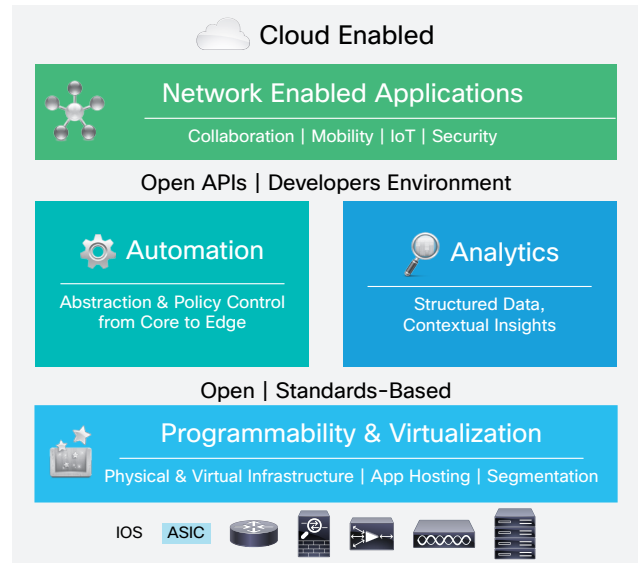 Cloud Enabled
Network Enabled Applications
Collaboration | Mobility | IoT | Security
Open APIs | Developers Environment
Automation
Abstraction & Policy Control
from Core to Edge
Analytics
Structured Data,
Contextual Insights
Open | Standards-Based
Programmability & Virtualization
Physical & Virtual Infrastructure | App Hosting | Segmentation
IOS ASIC